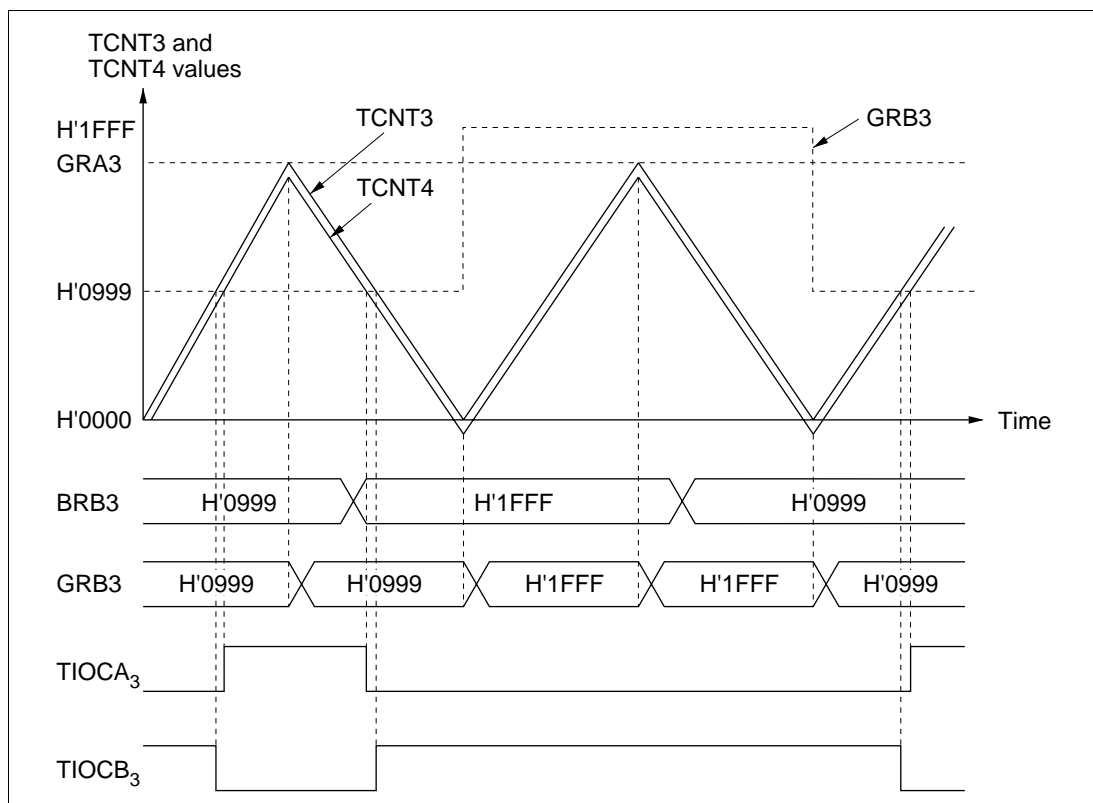 TCNT3 and
TCNT4 values
H'1FFF
GRA3
H'0999
H'0000
TCNT3
TCNT4
GRB3
Time
BRB3 H'0999 H'1FFF H'0999
GRB3 H'0999 H'0999 H'1FFF H'1FFF H'0999
TIOCA3
TIOCB3